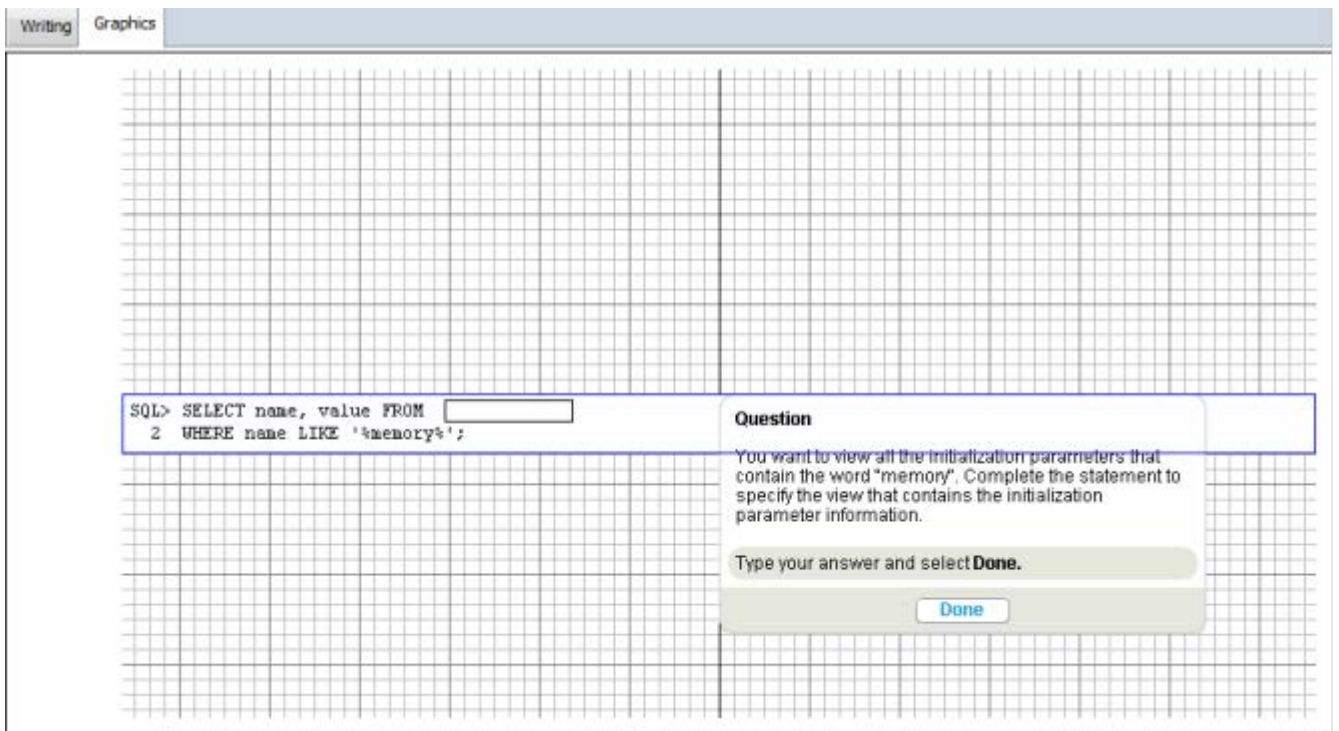 Writing
Graphics
SQL> SELECT name, value FROM
2 WHERE name LIKE '%memory%';
Question
You want to view all the initialization parameters that
contain the word "memory". Complete the statement to
specify the view that contains the initialization
parameter information.
Type your answer and select Done.
Done